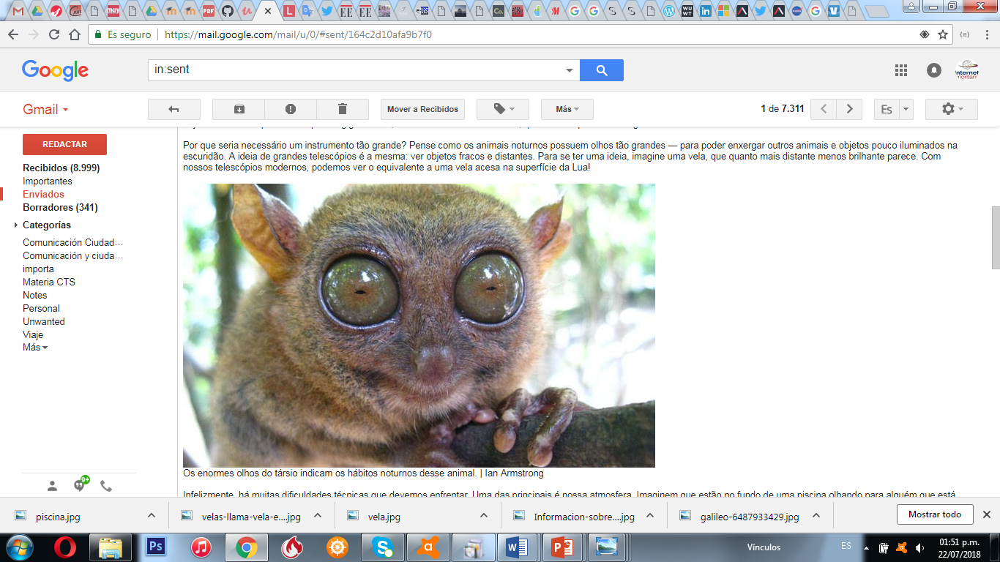 Es seguro
https://mail.google.com/mail/u/0/#sent/164c2d10afa9b7f0
Google
in:sent
Gmail
Mover a Recibidos
Más
1 de 7.311
Es
REDACTAR
Recibidos (8.999)
Importantes
Enviados
Borradores (341)
Categorías
Comunicación Ciudad…
Comunicación y ciuda…
importa
Materia CTS
Notes
Personal
Unwanted
Viaje
Más
9+
Por que seria necessário um instrumento tão grande? Pense como os animais noturnos possuem olhos tão grandes — para poder enxergar outros animais e objetos pouco iluminados na
escuridão. A ideia de grandes telescópios é a mesma: ver objetos fracos e distantes. Para se ter uma ideia, imagine uma vela, que quanto mais distante menos brilhante parece. Com
nossos telescópios modernos, podemos ver o equivalente a uma vela acesa na superfície da Lua!
Os enormes olhos do társio indicam os hábitos noturnos desse animal. | Ian Armstrong
Infelizmente, há muitas dificuldades técnicas que devemos enfrentar. Uma das principais é nossa atmosfera. Imaginem que estão no fundo de uma piscina olhando para alguém que está
piscina.jpg
velas-llama-vela-e....jpg
vela.jpg
Informacion-sobre....jpg
galileo-6487933429.jpg
Mostrar todo
Ps
Vínculos
ES
01:51 p.m.
22/07/2018